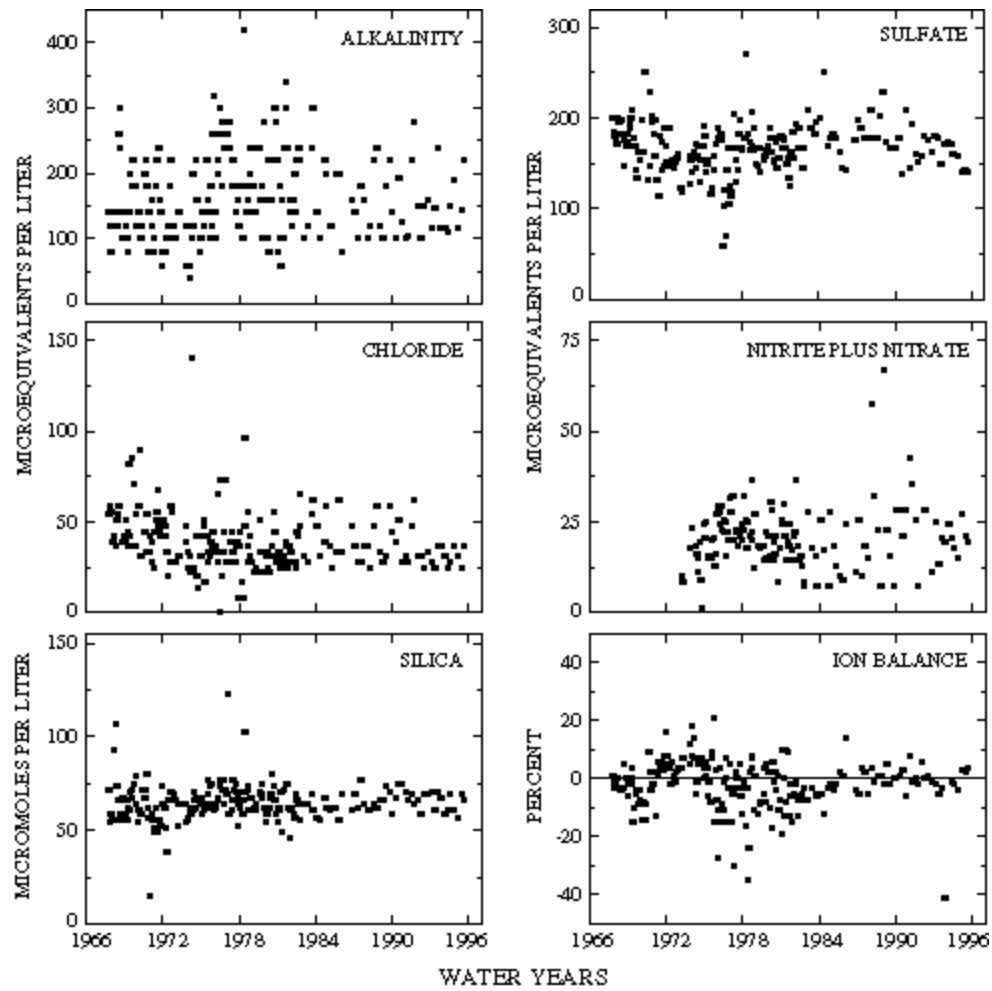 ALKALINITY
400
300
200
100
0
MICROEQUIVALENTS PER LITER
SULFATE
300
200
100
0
MICROEQUIVALENTS PER LITER
CHLORIDE
150
100
50
0
NITRITE PLUS NITRATE
75
50
25
0
SILICA
150
100
50
0
MICROMOLES PER LITER
1966 1972 1978 1984 1990 1996
ION BALANCE
40
20
0
-20
-40
PERCENT
1966 1972 1978 1984 1990 1996
WATER YEARS